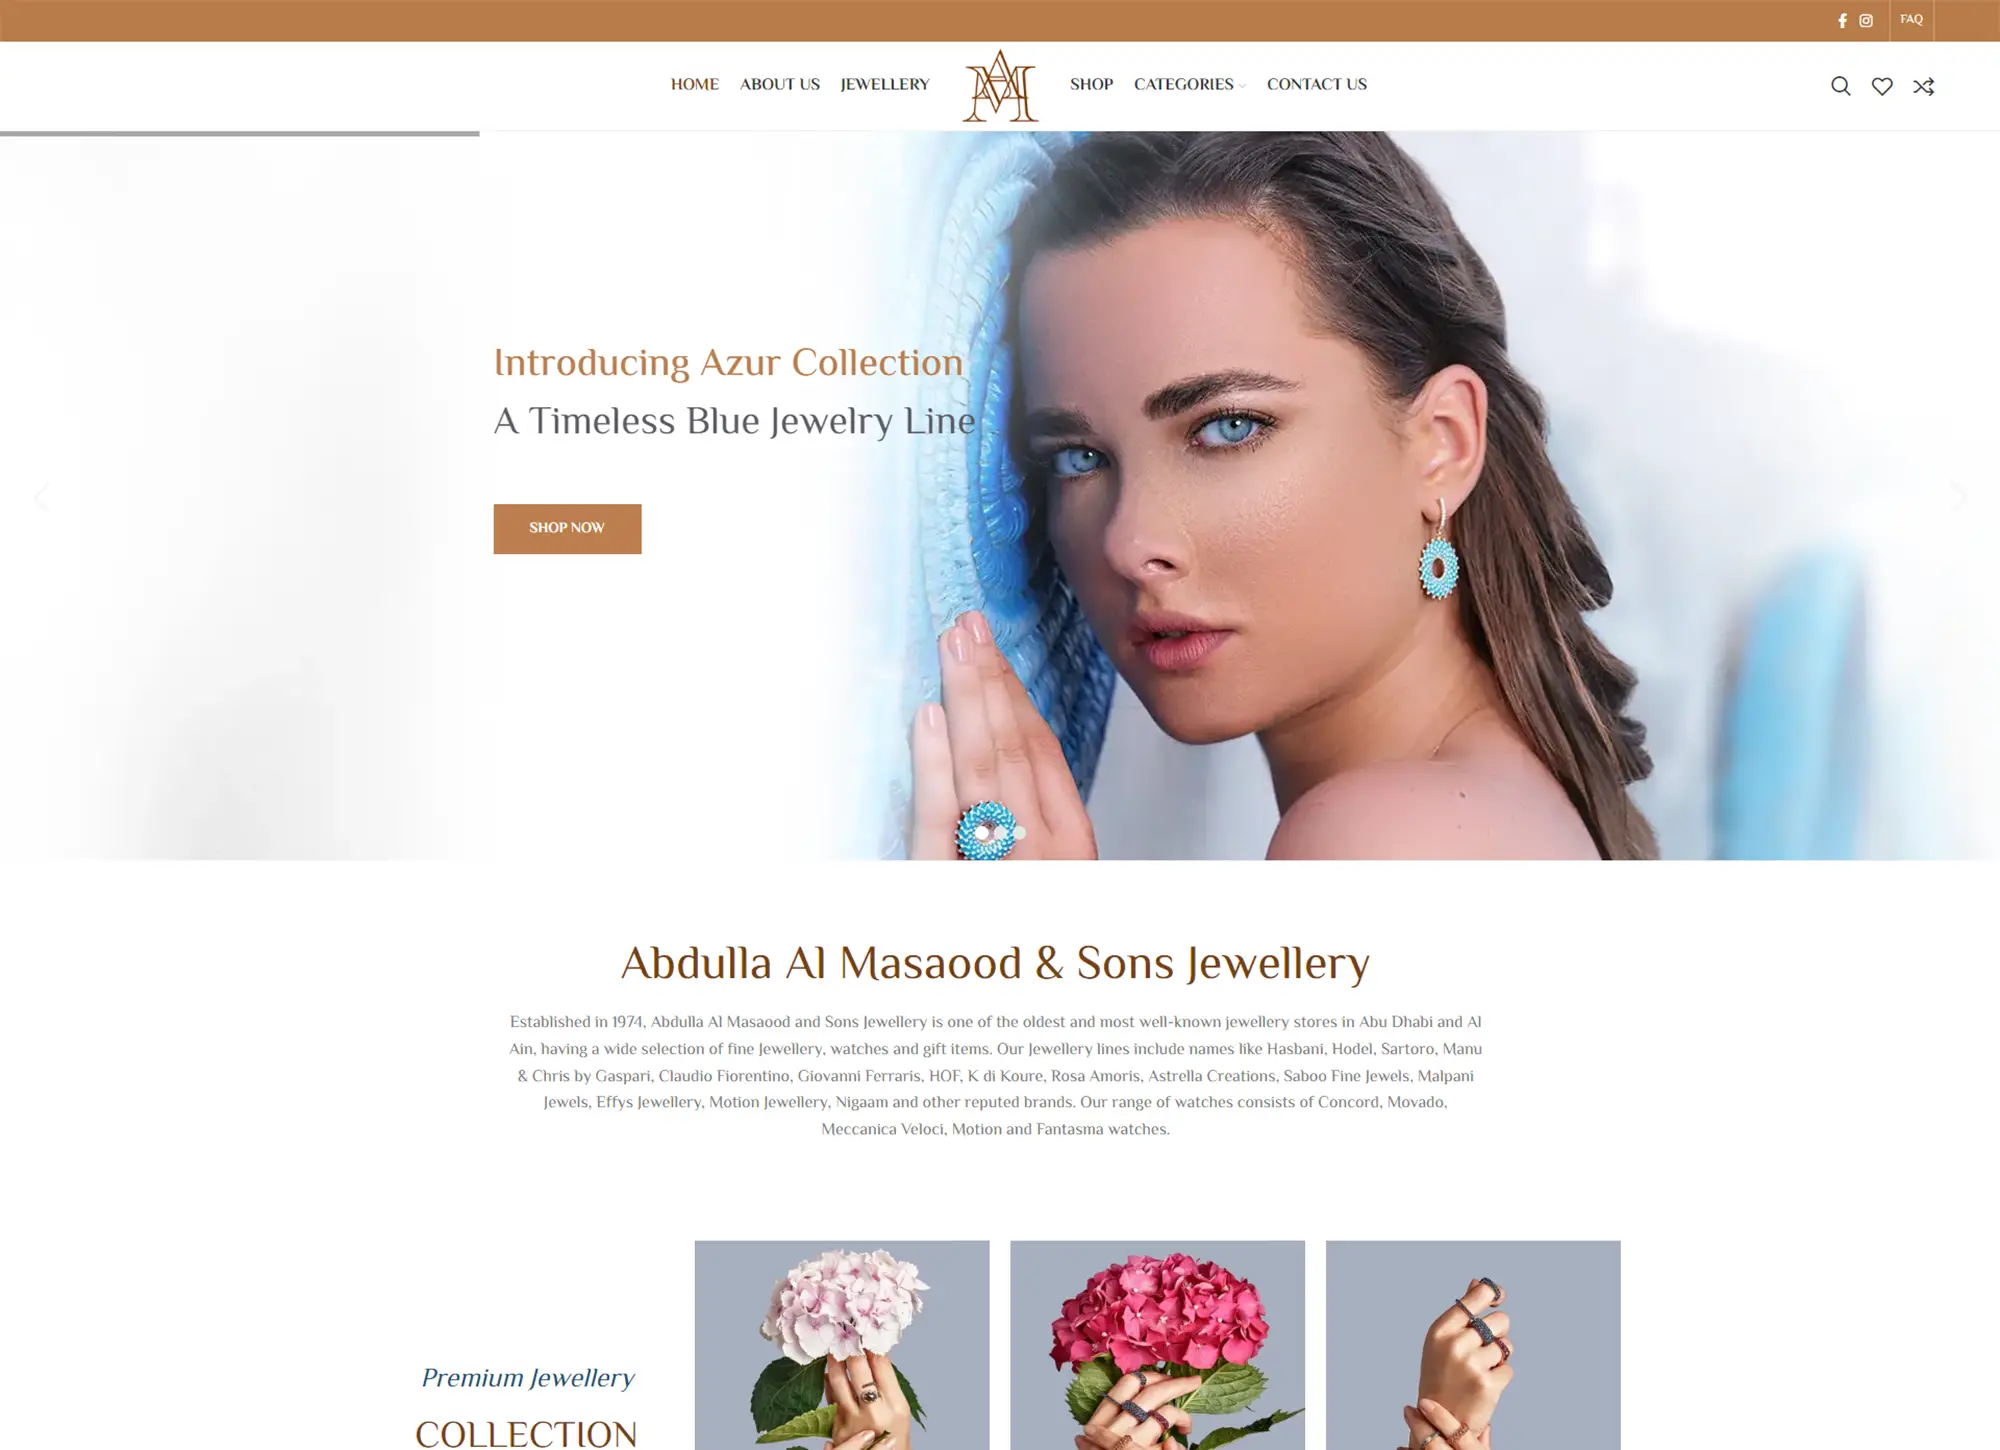 FAQ
HOME ABOUT US JEWELLERY SHOP CATEGORIES CONTACT US
Introducing Azur Collection
A Timeless Blue Jewelry Line
SHOP NOW
Abdulla Al Masaood & Sons Jewellery
Established in 1974, Abdulla Al Masaood and Sons Jewellery is one of the oldest and most well-known jewellery stores in Abu Dhabi and Al
Ain, having a wide selection of fine Jewellery, watches and gift items. Our Jewellery lines include names like Hasbani, Hodel, Sartoro, Manu
& Chris by Gaspari, Claudio Fiorentino, Giovanni Ferraris, HOF, K di Koure, Rosa Amoris, Astrella Creations, Saboo Fine Jewels, Malpani
Jewels, Effys Jewellery, Motion Jewellery, Nigaam and other reputed brands. Our range of watches consists of Concord, Movado,
Meccanica Veloci, Motion and Fantasma watches.
Premium Jewellery
COLLECTION